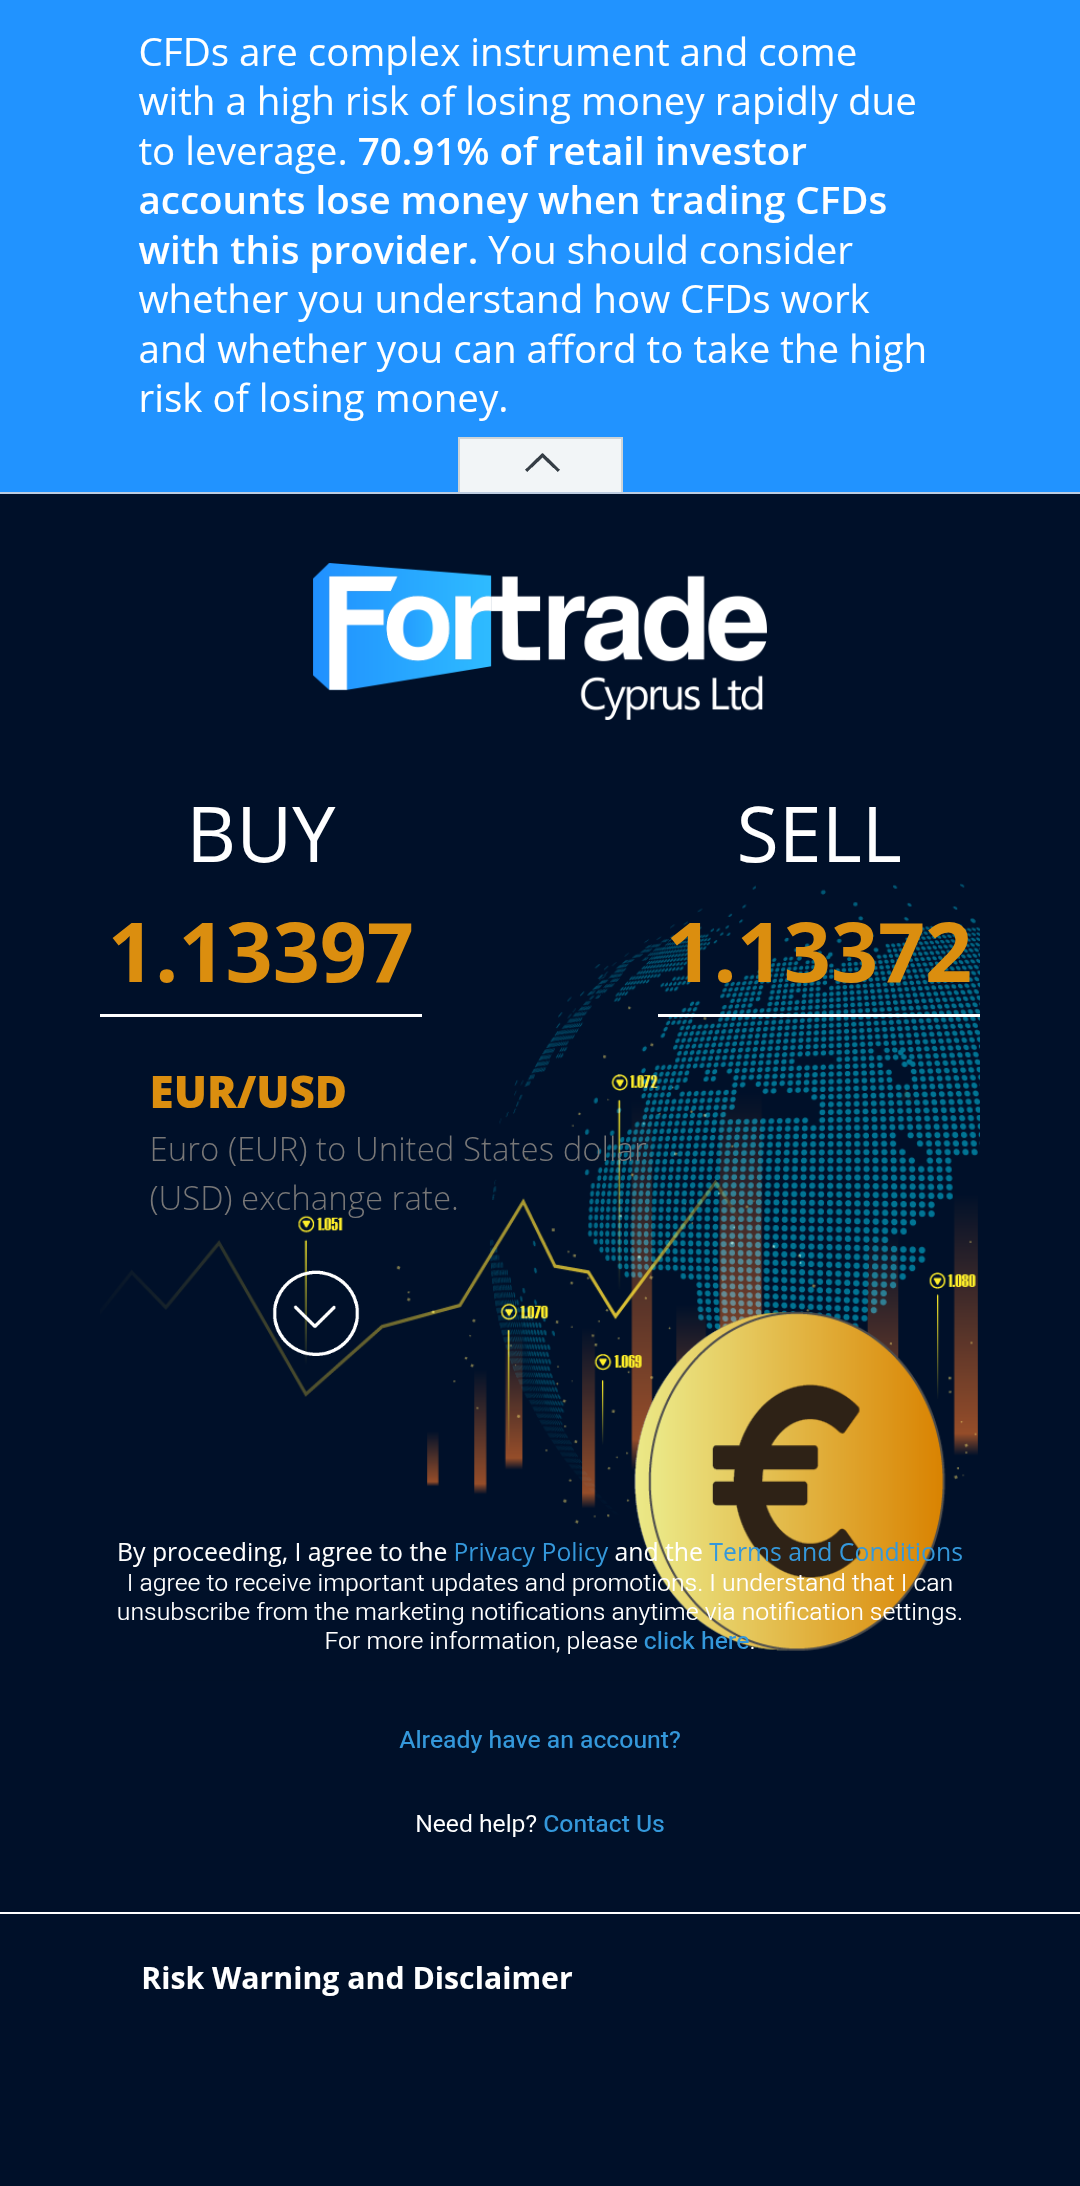 CFDs are complex instrument and come
with a high risk of losing money rapidly due
to leverage. 70.91% of retail investor
accounts lose money when trading CFDs
with this provider. You should consider
whether you understand how CFDs work
and whether you can afford to take the high
risk of losing money.
Fortrade
Cyprus Ltd
BUY
1.13397
SELL
1.13372
EUR/USD
Euro (EUR) to United States dollar
(USD) exchange rate.
1.072
1.051
1.080
1.070
1.069
€
By proceeding, I agree to the Privacy Policy and the Terms and Conditions
I agree to receive important updates and promotions. I understand that I can
unsubscribe from the marketing notifications anytime via notification settings.
For more information, please click here.
Already have an account?
Need help? Contact Us
Risk Warning and Disclaimer